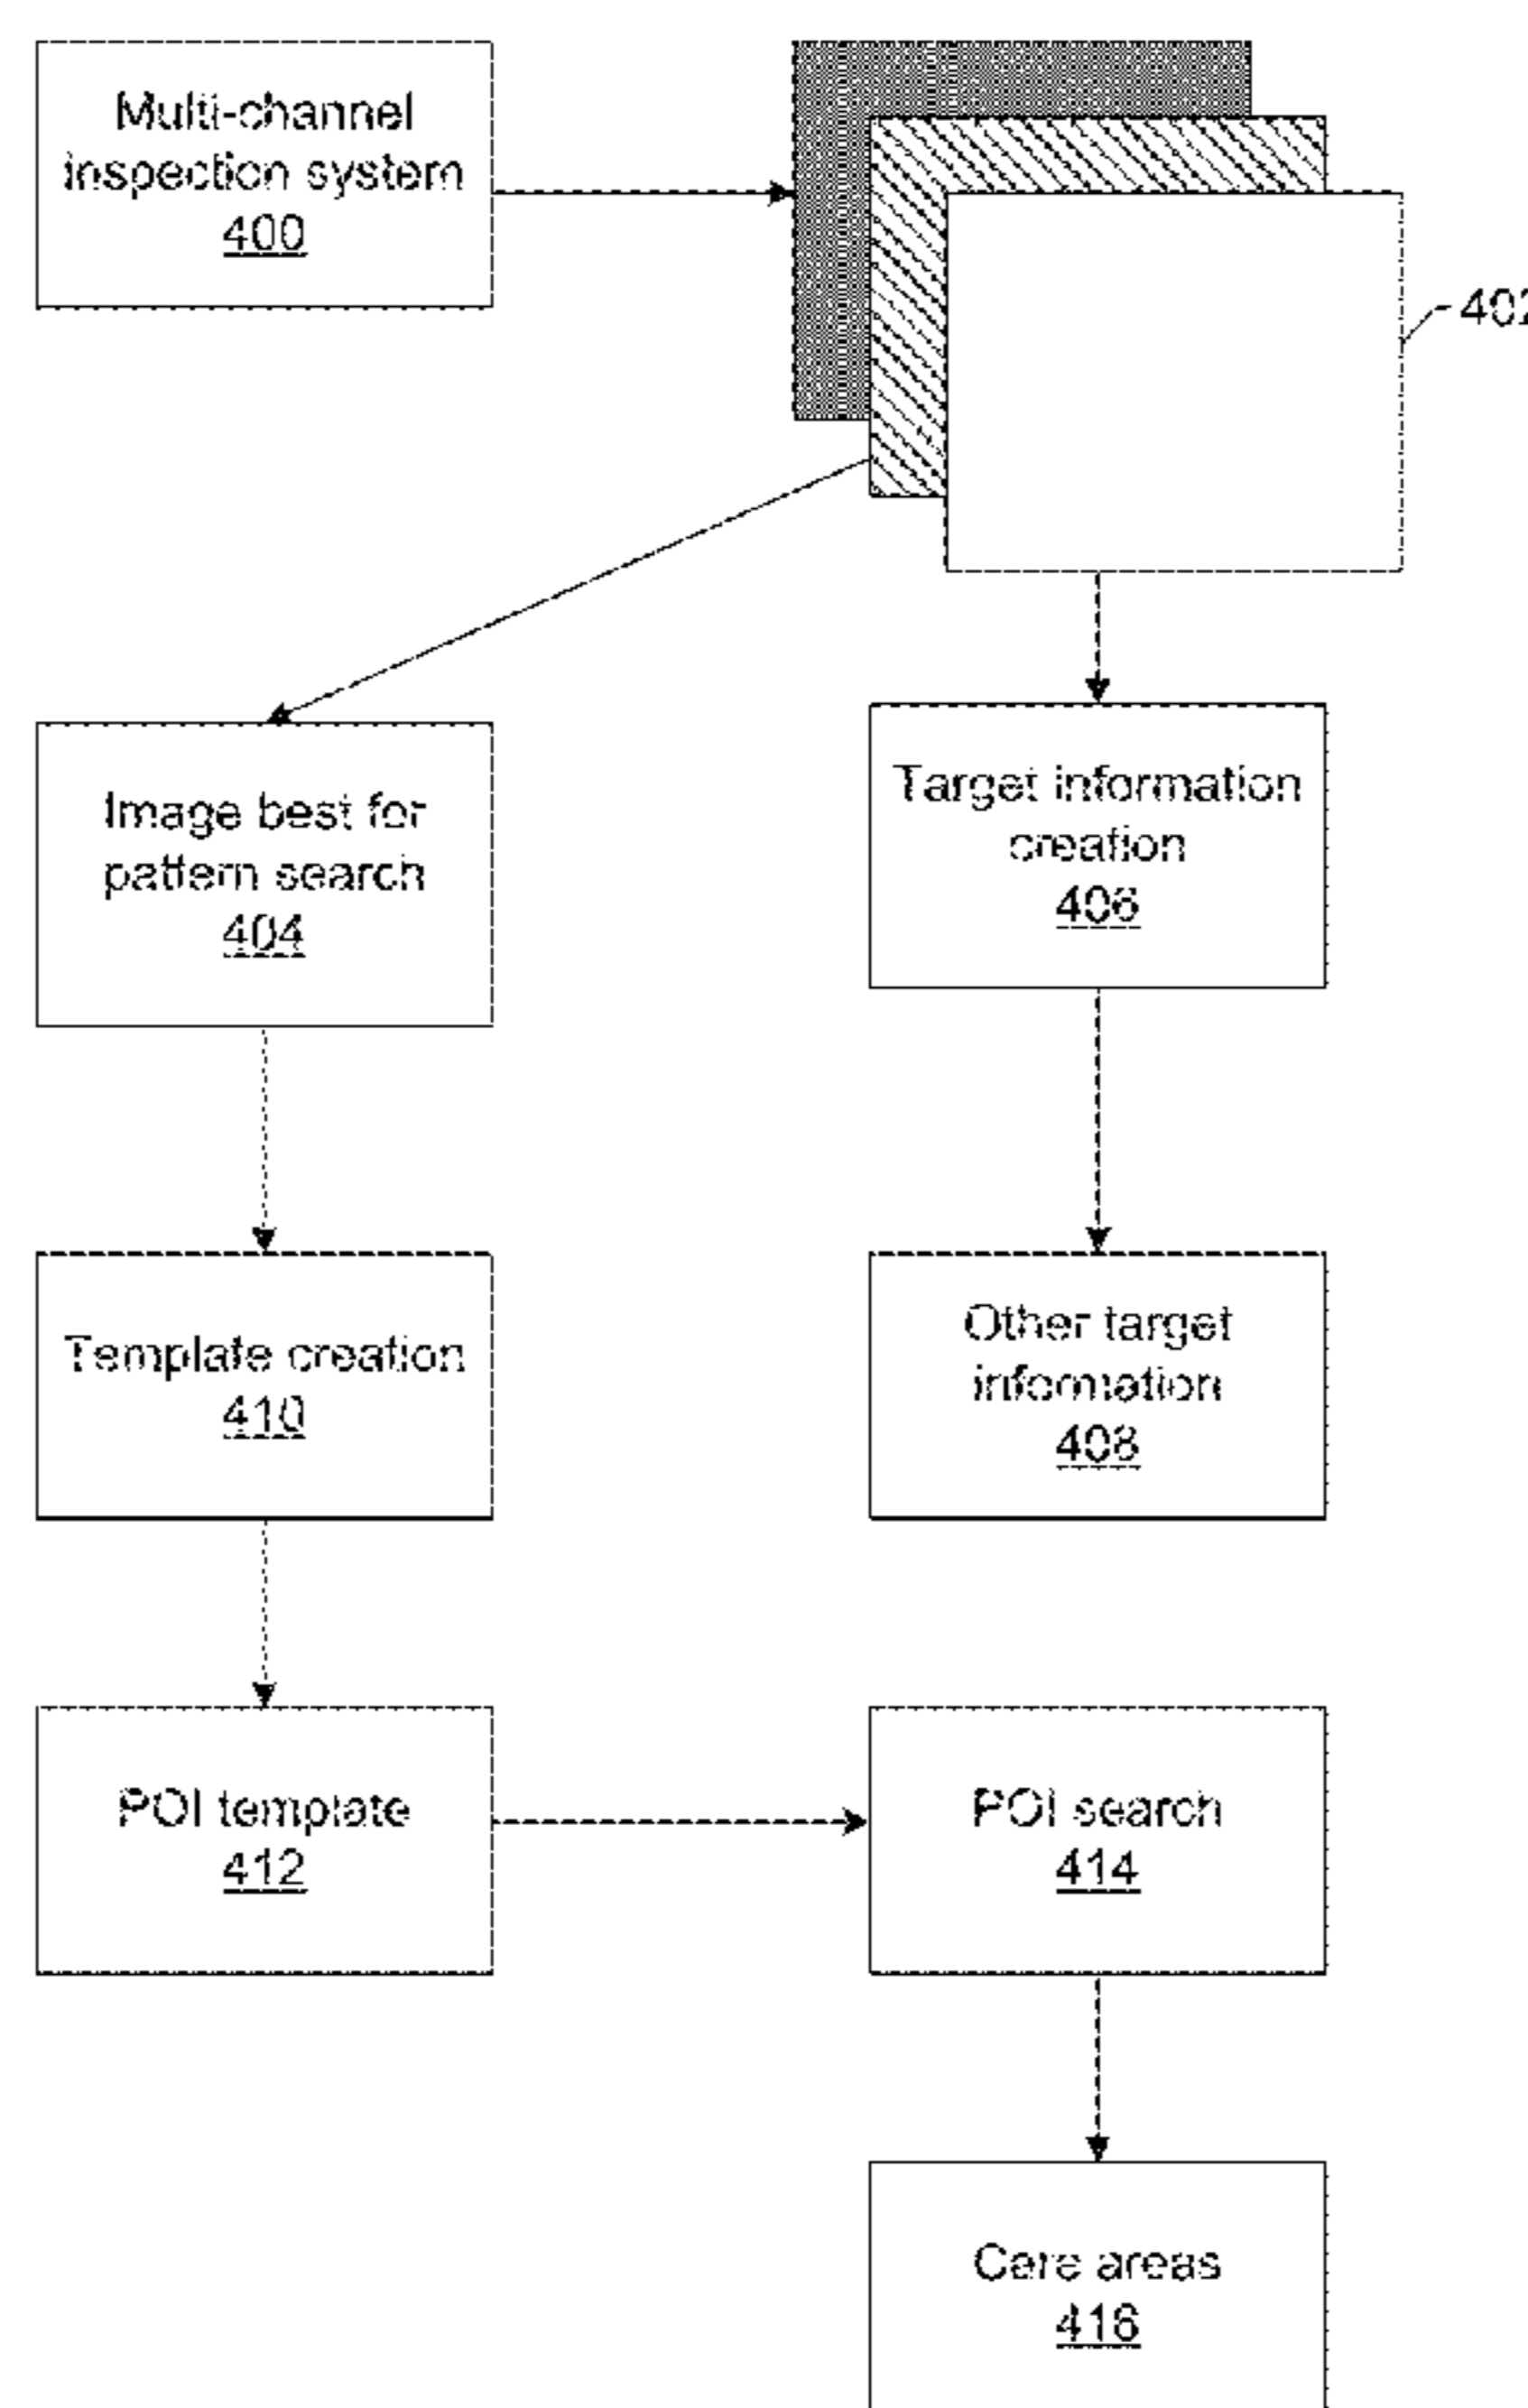 Multi-channel
inspection system
400
402
Image best for
pattern search
404
Target information
creation
406
Template creation
410
Other target
information
408
POI template
412
POI search
414
Care areas
416